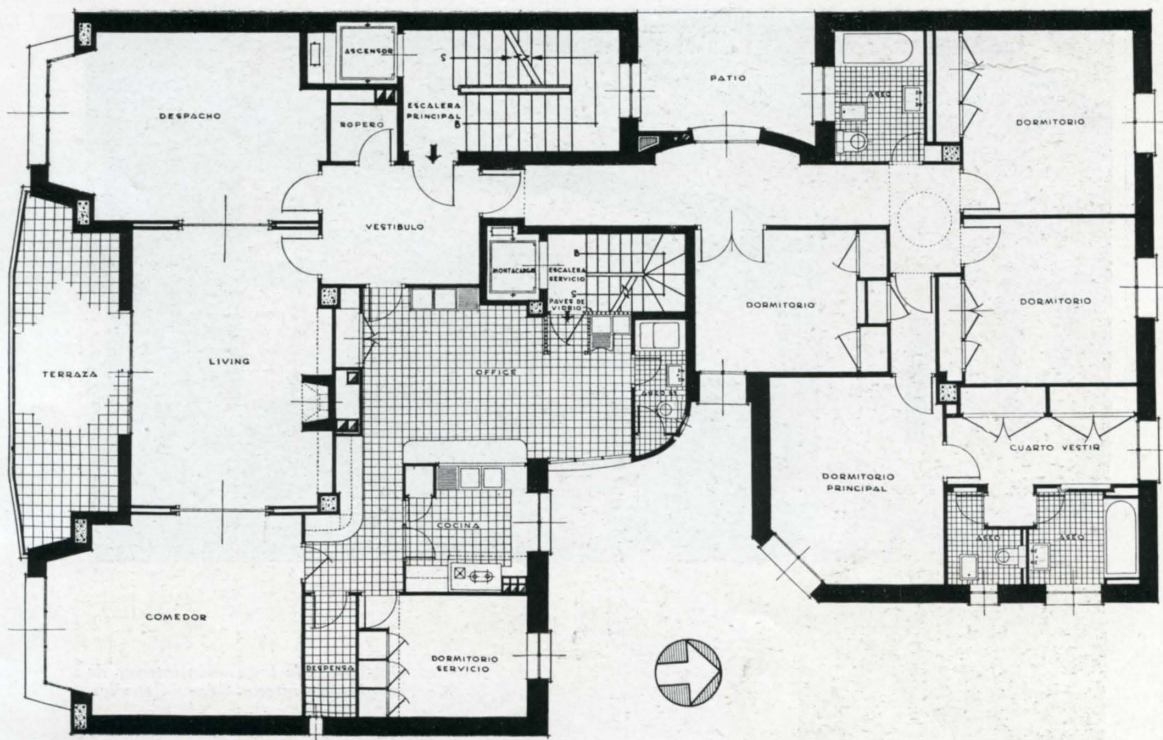 ASCENSOR
S
PATIO
ASEO
DESPACHO
ROPERO
ESCALERA
PRINCIPAL
B
DORMITORIO
VESTIBULO
MONTACARGAS
B
ESCALERA
SERVICIO
S
PAVES DE
VIDRIO
DORMITORIO
DORMITORIO
TERRAZA
LIVING
OFFICE
ASEO
DORMITORIO
PRINCIPAL
CUARTO VESTIR
COCINA
ASEO
ASEO
COMEDOR
DESPENSA
DORMITORIO
SERVICIO